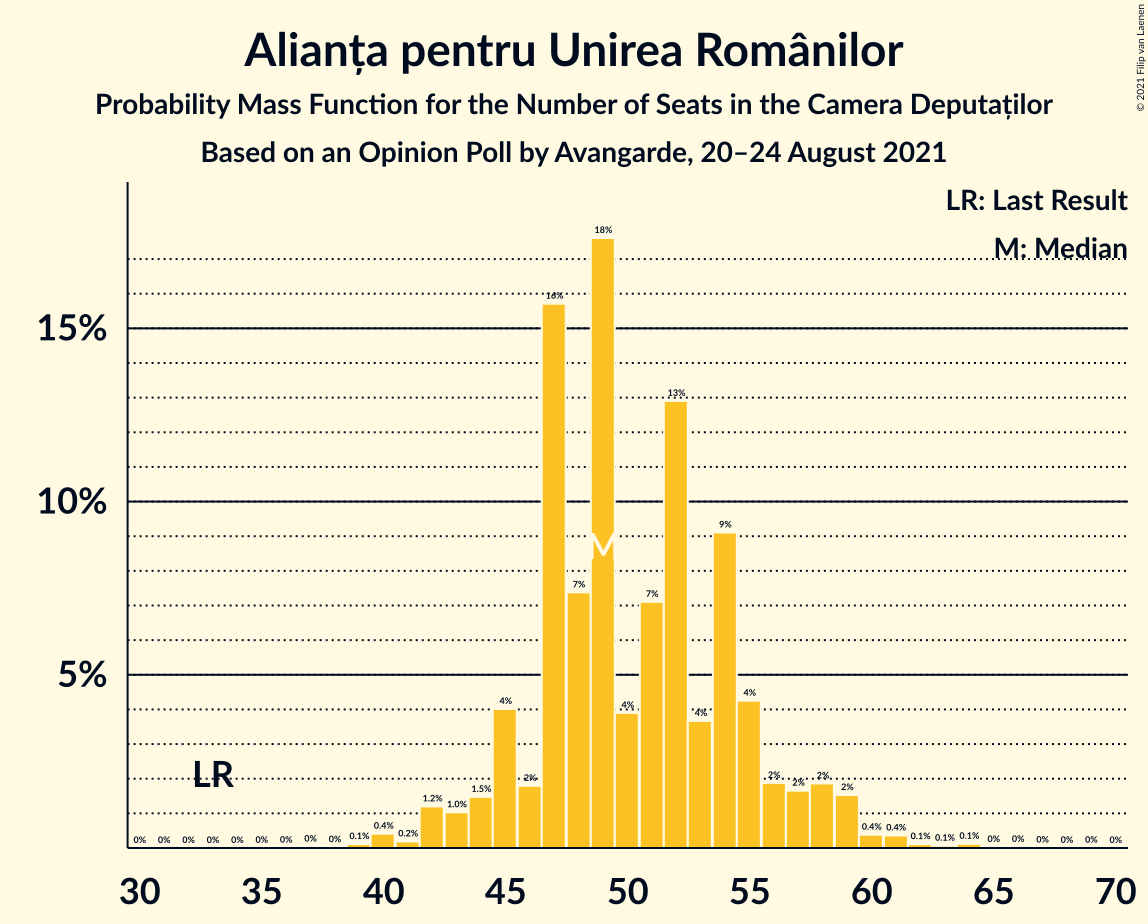 Alianța pentru Unirea Românilor
Probability Mass Function for the Number of Seats in the Camera Deputaților
Based on an Opinion Poll by Avangarde, 20–24 August 2021
© 2021 Filip van Laenen
LR: Last Result
M: Median
15%
10%
5%
LR
M
0% 0% 0% 0% 0% 0% 0% 0% 0% 0.1% 0.4% 0.2% 1.2% 1.0% 1.5% 4% 2% 16% 7% 18% 4% 7% 13% 4% 9% 4% 2% 2% 2% 2% 0.4% 0.4% 0.1% 0.1% 0.1% 0% 0% 0% 0% 0% 0%
30 35 40 45 50 55 60 65 70